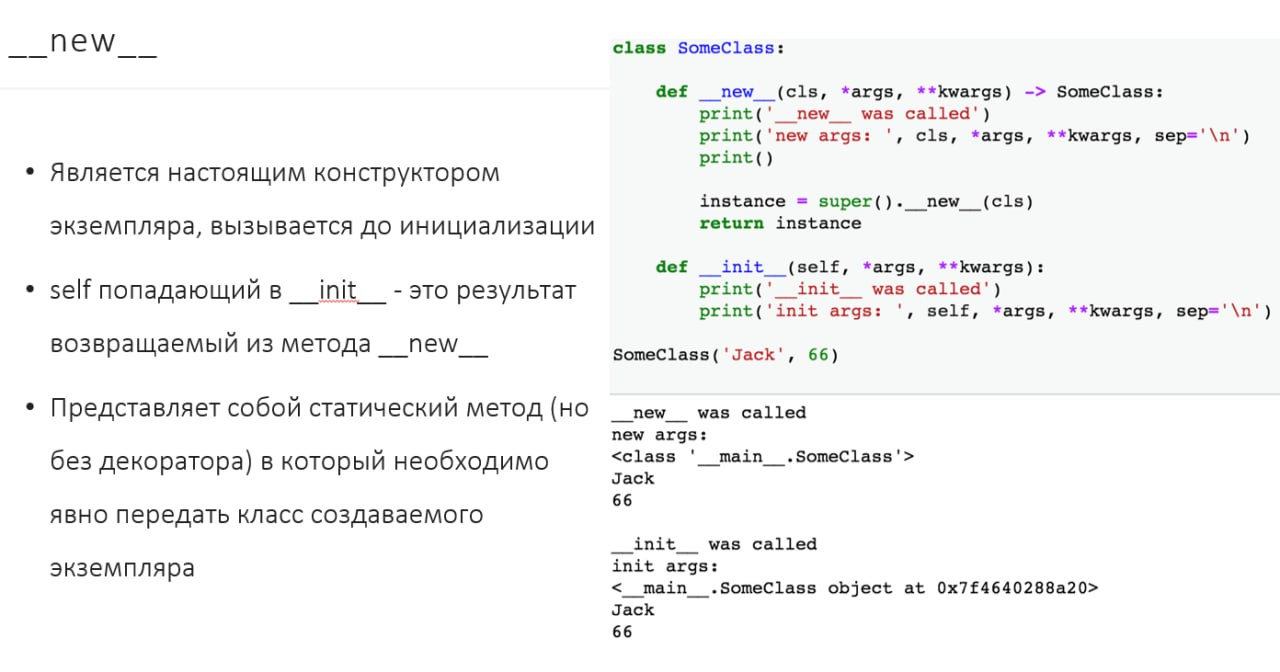 __new__
• Является настоящим конструктором
экземпляра, вызывается до инициализации
• self попадающий в __init__ - это результат
возвращаемый из метода __new__
• Представляет собой статический метод (но
без декоратора) в который необходимо
явно передать класс создаваемого
экземпляра
class SomeClass:
    def __new__(cls, *args, **kwargs) -> SomeClass:
        print('__new__ was called')
        print('new args: ', cls, *args, **kwargs, sep='\n')
        print()
        instance = super().__new__(cls)
        return instance
    def __init__(self, *args, **kwargs):
        print('__init__ was called')
        print('init args: ', self, *args, **kwargs, sep='\n')
SomeClass('Jack', 66)
__new__ was called
new args:
<class '__main__.SomeClass'>
Jack
66
__init__ was called
init args:
<__main__.SomeClass object at 0x7f4640288a20>
Jack
66